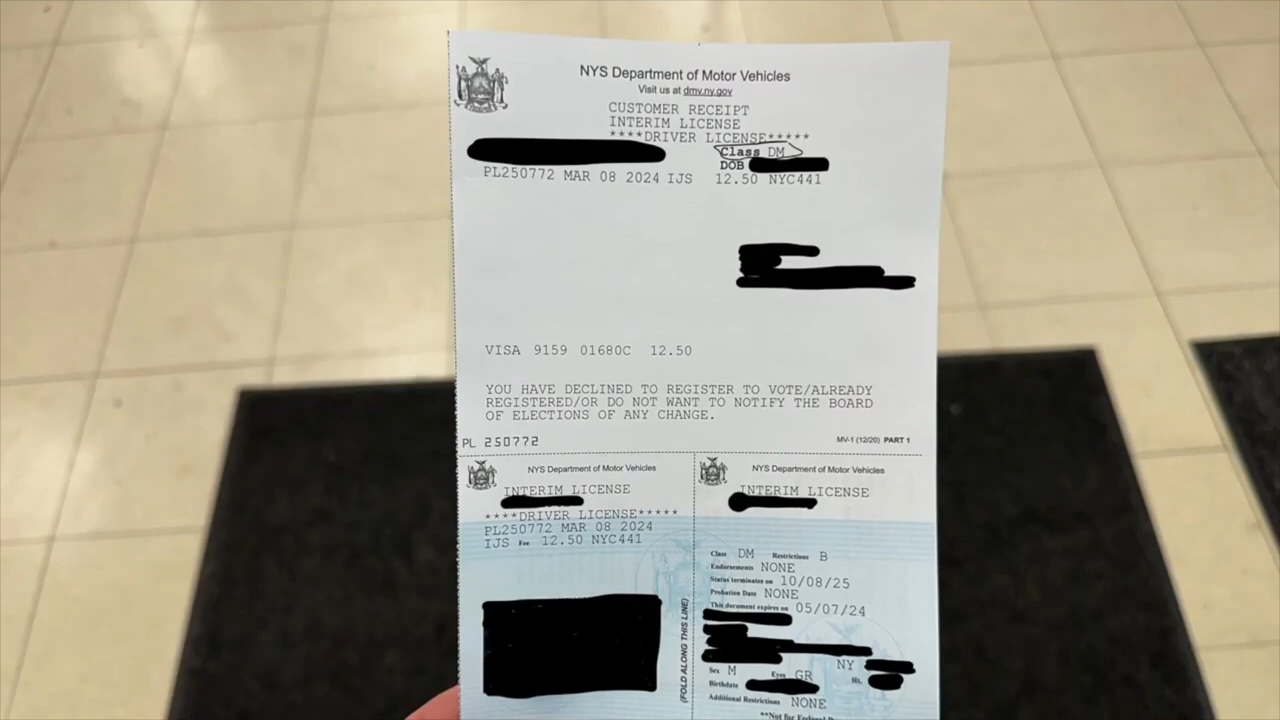 NYS Department of Motor Vehicles
Visit us at dmv.ny.gov
CUSTOMER RECEIPT
INTERIM LICENSE
****DRIVER LICENSE*****
Class DM
DOB
PL250772 MAR 08 2024 IJS 12.50 NYC441
VISA 9159 01680C 12.50
YOU HAVE DECLINED TO REGISTER TO VOTE/ALREADY
REGISTERED/OR DO NOT WANT TO NOTIFY THE BOARD
OF ELECTIONS OF ANY CHANGE.
PL 250772
MV-1 (12/20) PART 1
NYS Department of Motor Vehicles
INTERIM LICENSE
****DRIVER LICENSE*****
PL250772 MAR 08 2024
IJS Fee 12.50 NYC441
(FOLD ALONG THIS LINE)
NYS Department of Motor Vehicles
INTERIM LICENSE
Class DM Restrictions B
Endorsements NONE
Status terminates on 10/08/25
Probation Date NONE
This document expires on 05/07/24
NY
Sex M Eyes GR Ht.
Birthdate
Additional Restrictions NONE
**Not for Federal